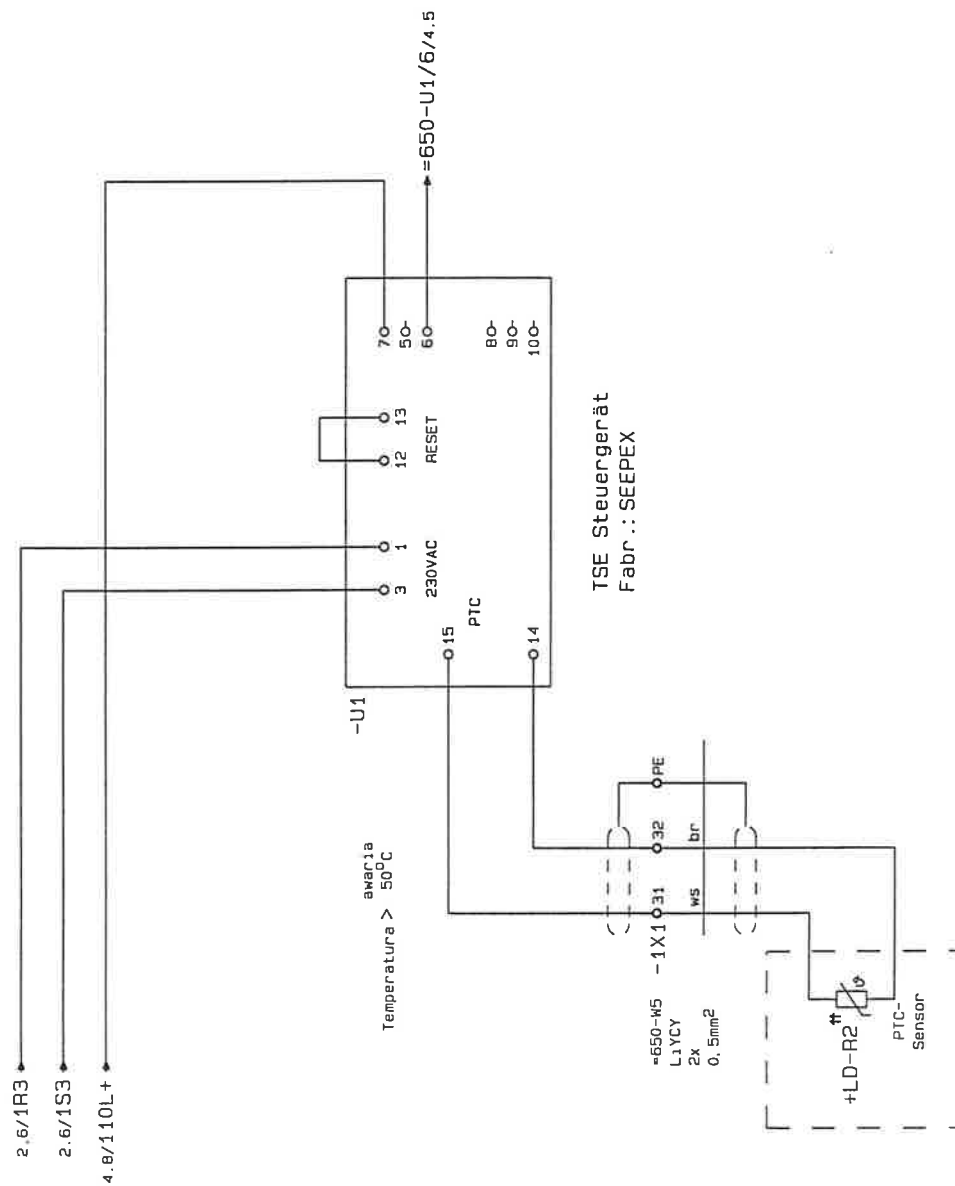 2.6/1R3
2.6/1S3
4.8/110L+
=650-U1/6/4.5
-U1
3
1
230VAC
12
13
RESET
7
5
6
8
9
10
15
PTC
14
TSE Steuergerät
Fabr.: SEEPEX
awaria
Temperatura > 50°C
-1X1
31
32
PE
ws
br
=650-W5
LiYCY
2x
0.5mm²
+LD-R2
ϑ
PTC-
Sensor